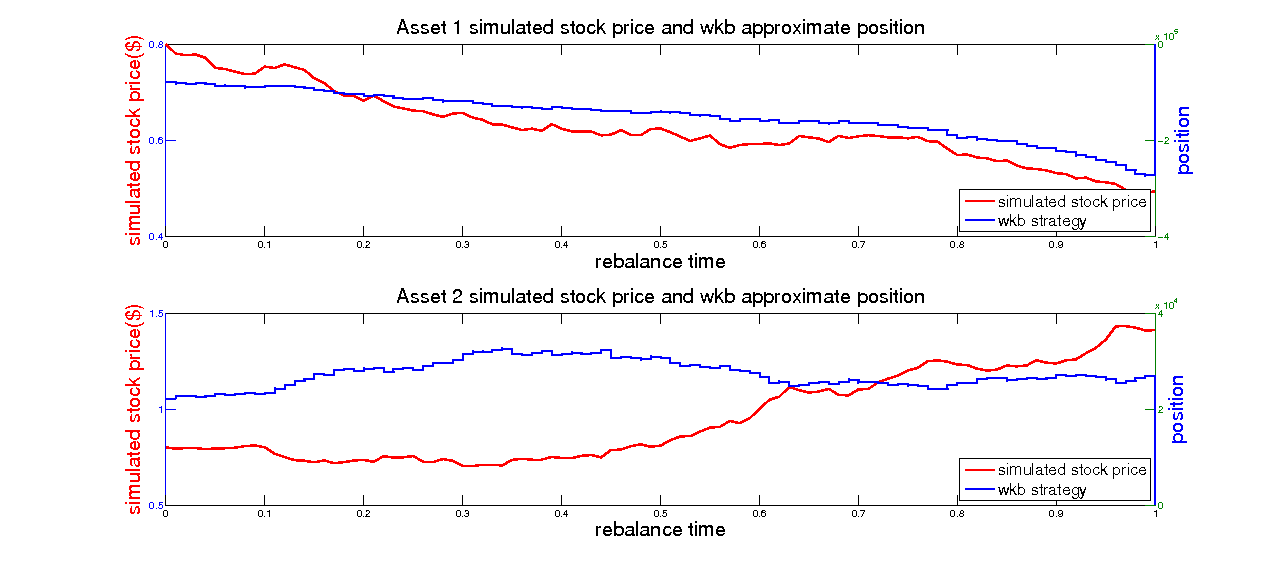 Asset 1 simulated stock price and wkb approximate position
x 10^5
simulated stock price($)
0.8
0.6
0.4
0
−2
−4
position
simulated stock price
wkb strategy
0 0.1 0.2 0.3 0.4 0.5 0.6 0.7 0.8 0.9 1
rebalance time
Asset 2 simulated stock price and wkb approximate position
x 10^4
simulated stock price($)
1.5
1
0.5
4
2
0
position
simulated stock price
wkb strategy
0 0.1 0.2 0.3 0.4 0.5 0.6 0.7 0.8 0.9 1
rebalance time